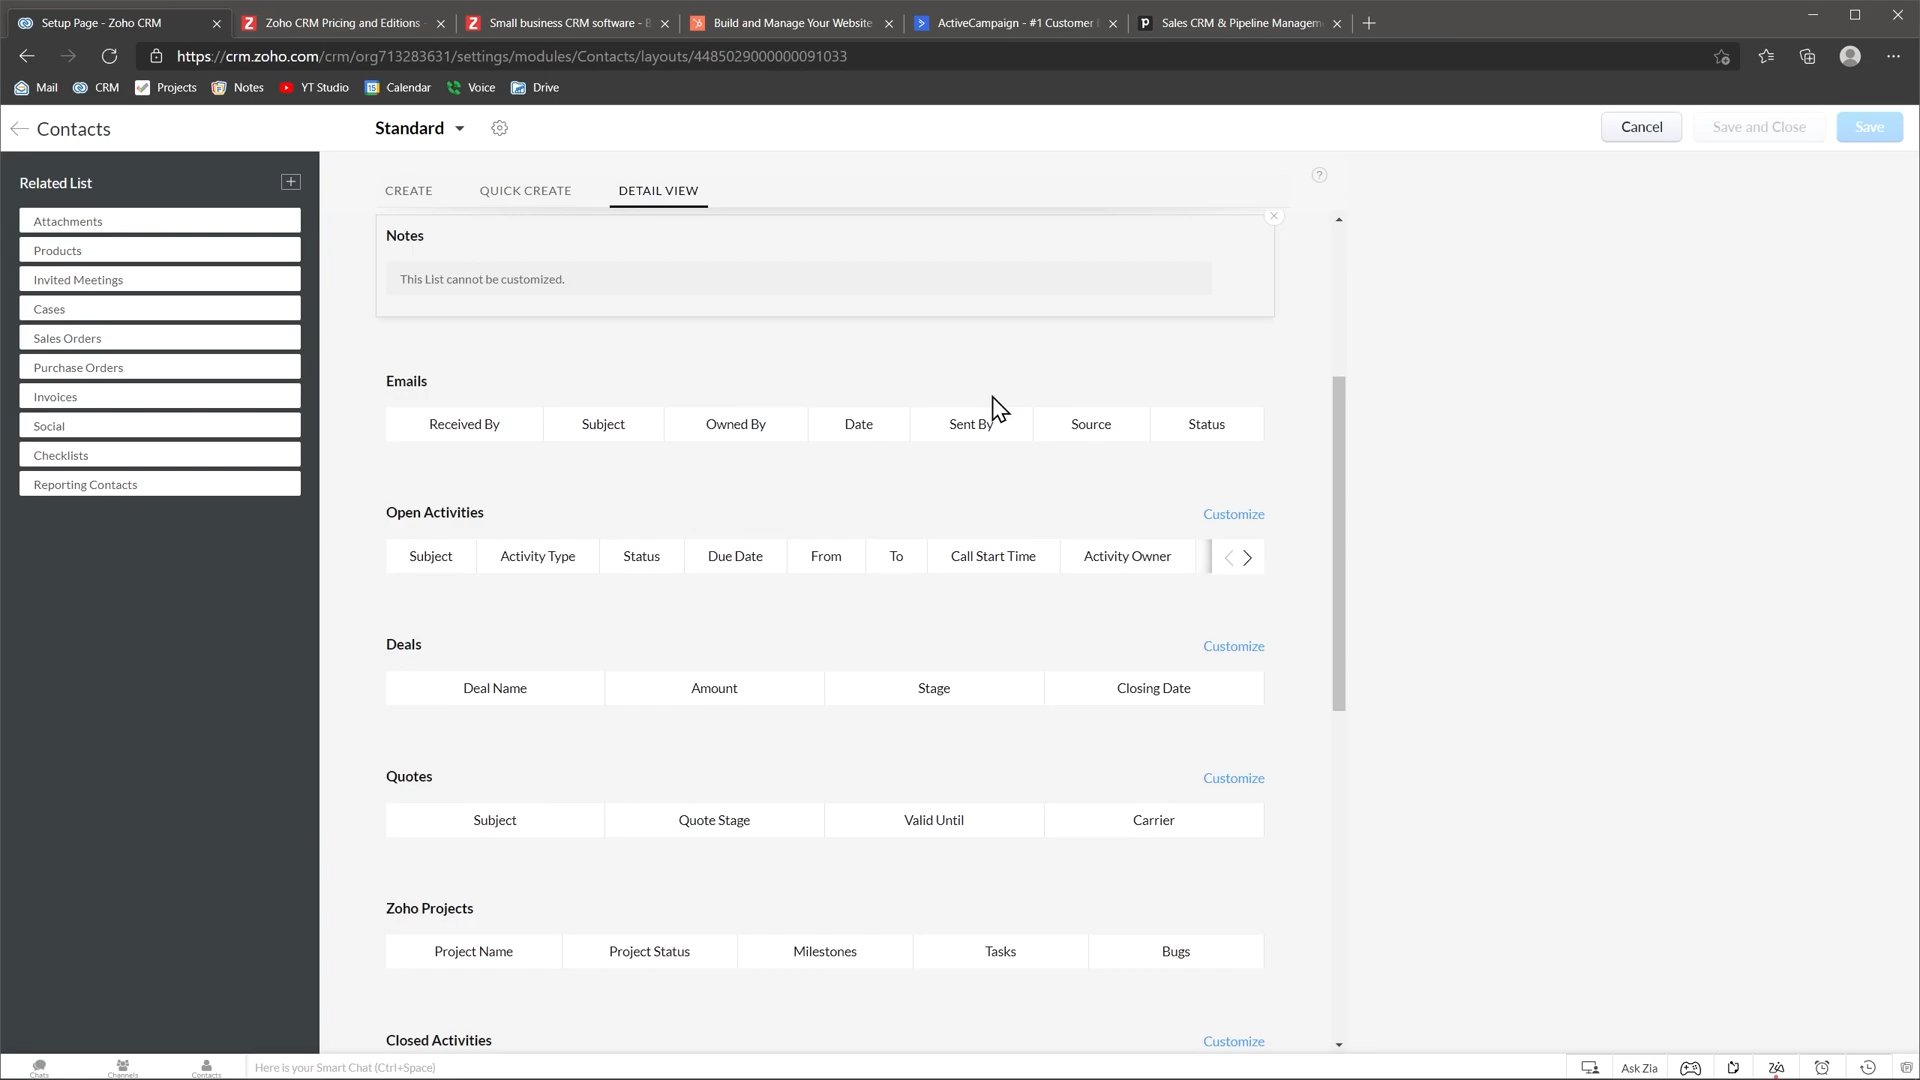 Setup Page - Zoho CRM
Zoho CRM Pricing and Editions
Small business CRM software - B
Build and Manage Your Website
ActiveCampaign - #1 Customer
Sales CRM & Pipeline Managem
https://crm.zoho.com/crm/org713283631/settings/modules/Contacts/layouts/4485029000000091033
Mail CRM Projects Notes YT Studio Calendar Voice Drive
Contacts
Standard
Cancel
Save and Close
Save
Related List
Attachments
Products
Invited Meetings
Cases
Sales Orders
Purchase Orders
Invoices
Social
Checklists
Reporting Contacts
CREATE QUICK CREATE DETAIL VIEW
?
Notes
This List cannot be customized.
Emails
Received By Subject Owned By Date Sent By Source Status
Open Activities Customize
Subject Activity Type Status Due Date From To Call Start Time Activity Owner
Deals Customize
Deal Name Amount Stage Closing Date
Quotes Customize
Subject Quote Stage Valid Until Carrier
Zoho Projects
Project Name Project Status Milestones Tasks Bugs
Closed Activities Customize
Chats Channels Contacts
Here is your Smart Chat (Ctrl+Space)
Ask Zia